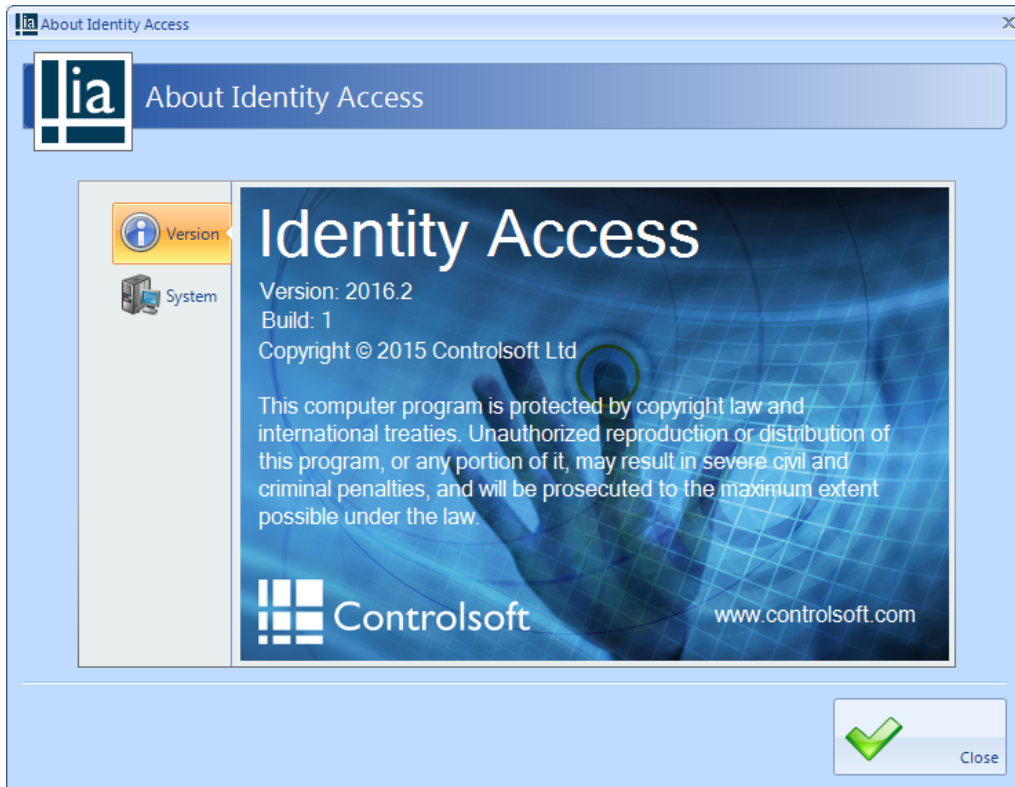 About Identity Access
ia
About Identity Access
Version
System
Identity Access
Version: 2016.2
Build: 1
Copyright © 2015 Controlsoft Ltd
This computer program is protected by copyright law and
international treaties. Unauthorized reproduction or distribution of
this program, or any portion of it, may result in severe civil and
criminal penalties, and will be prosecuted to the maximum extent
possible under the law.
Controlsoft
www.controlsoft.com
Close